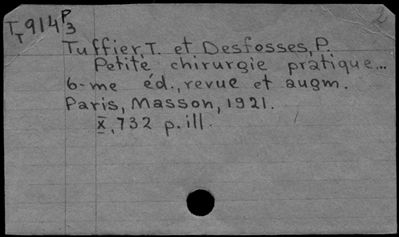 T914P3
T
Tuffier, T. et Desfosses, P.
Petite chirurgie pratique...
6-me éd., revue et augm.
Paris, Masson, 1921.
x, 732 p. ill.